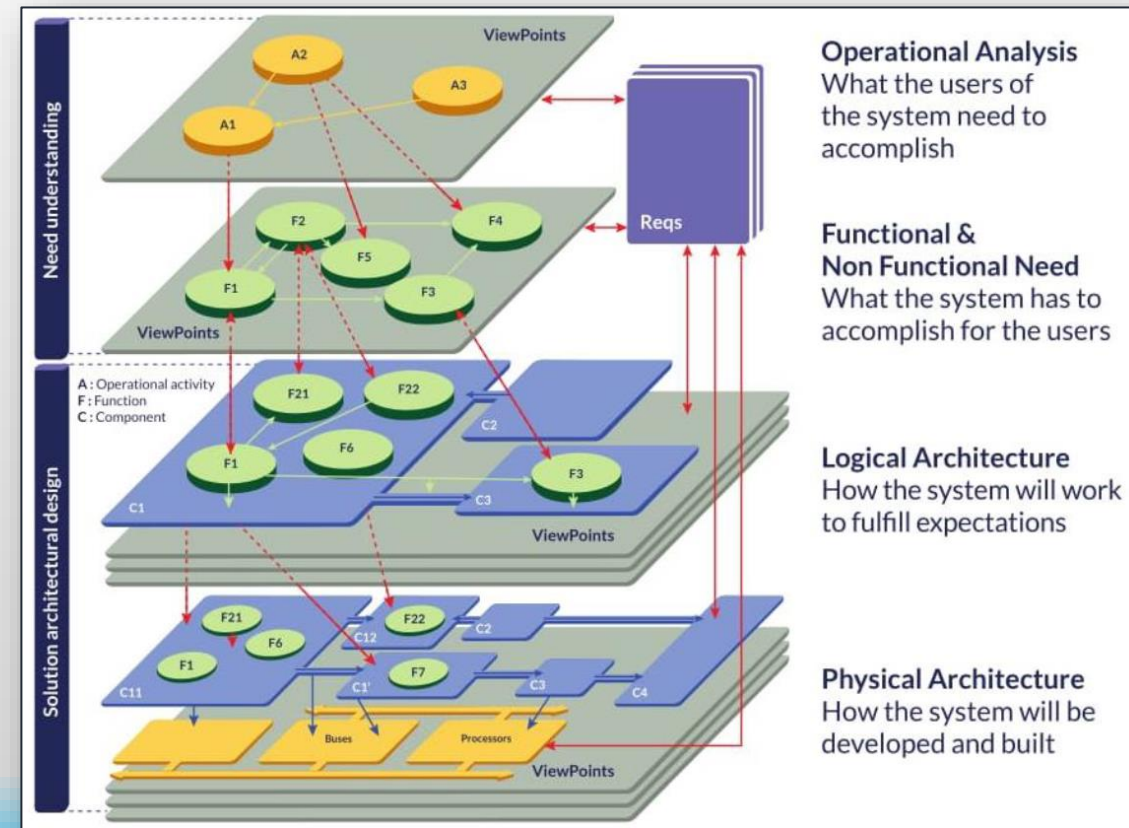 Need understanding
ViewPoints
A2
A3
A1
F2
F4
F5
F1
F3
ViewPoints
Reqs
Operational Analysis
What the users of
the system need to
accomplish
Functional &
Non Functional Need
What the system has to
accomplish for the users
Solution architectural design
A : Operational activity
F : Function
C : Component
F21
F22
C2
F6
F1
F3
C1
C3
ViewPoints
Logical Architecture
How the system will work
to fulfill expectations
F21
F22
C2
F6
C12
F1
F7
C11
C1'
C3
C4
Buses
Processors
ViewPoints
Physical Architecture
How the system will be
developed and built